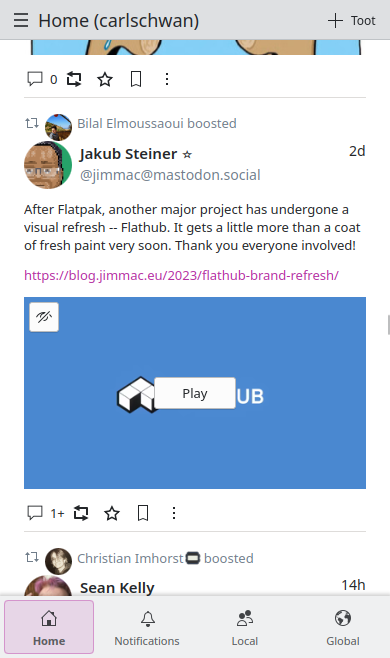 Home (carlschwan)
Toot
0
Bilal Elmoussaoui boosted
Jakub Steiner ☆
2d
@jimmac@mastodon.social
After Flatpak, another major project has undergone a
visual refresh -- Flathub. It gets a little more than a coat
of fresh paint very soon. Thank you everyone involved!
https://blog.jimmac.eu/2023/flathub-brand-refresh/
Play
UB
1+
Christian Imhorst boosted
Sean Kelly
14h
Home
Notifications
Local
Global